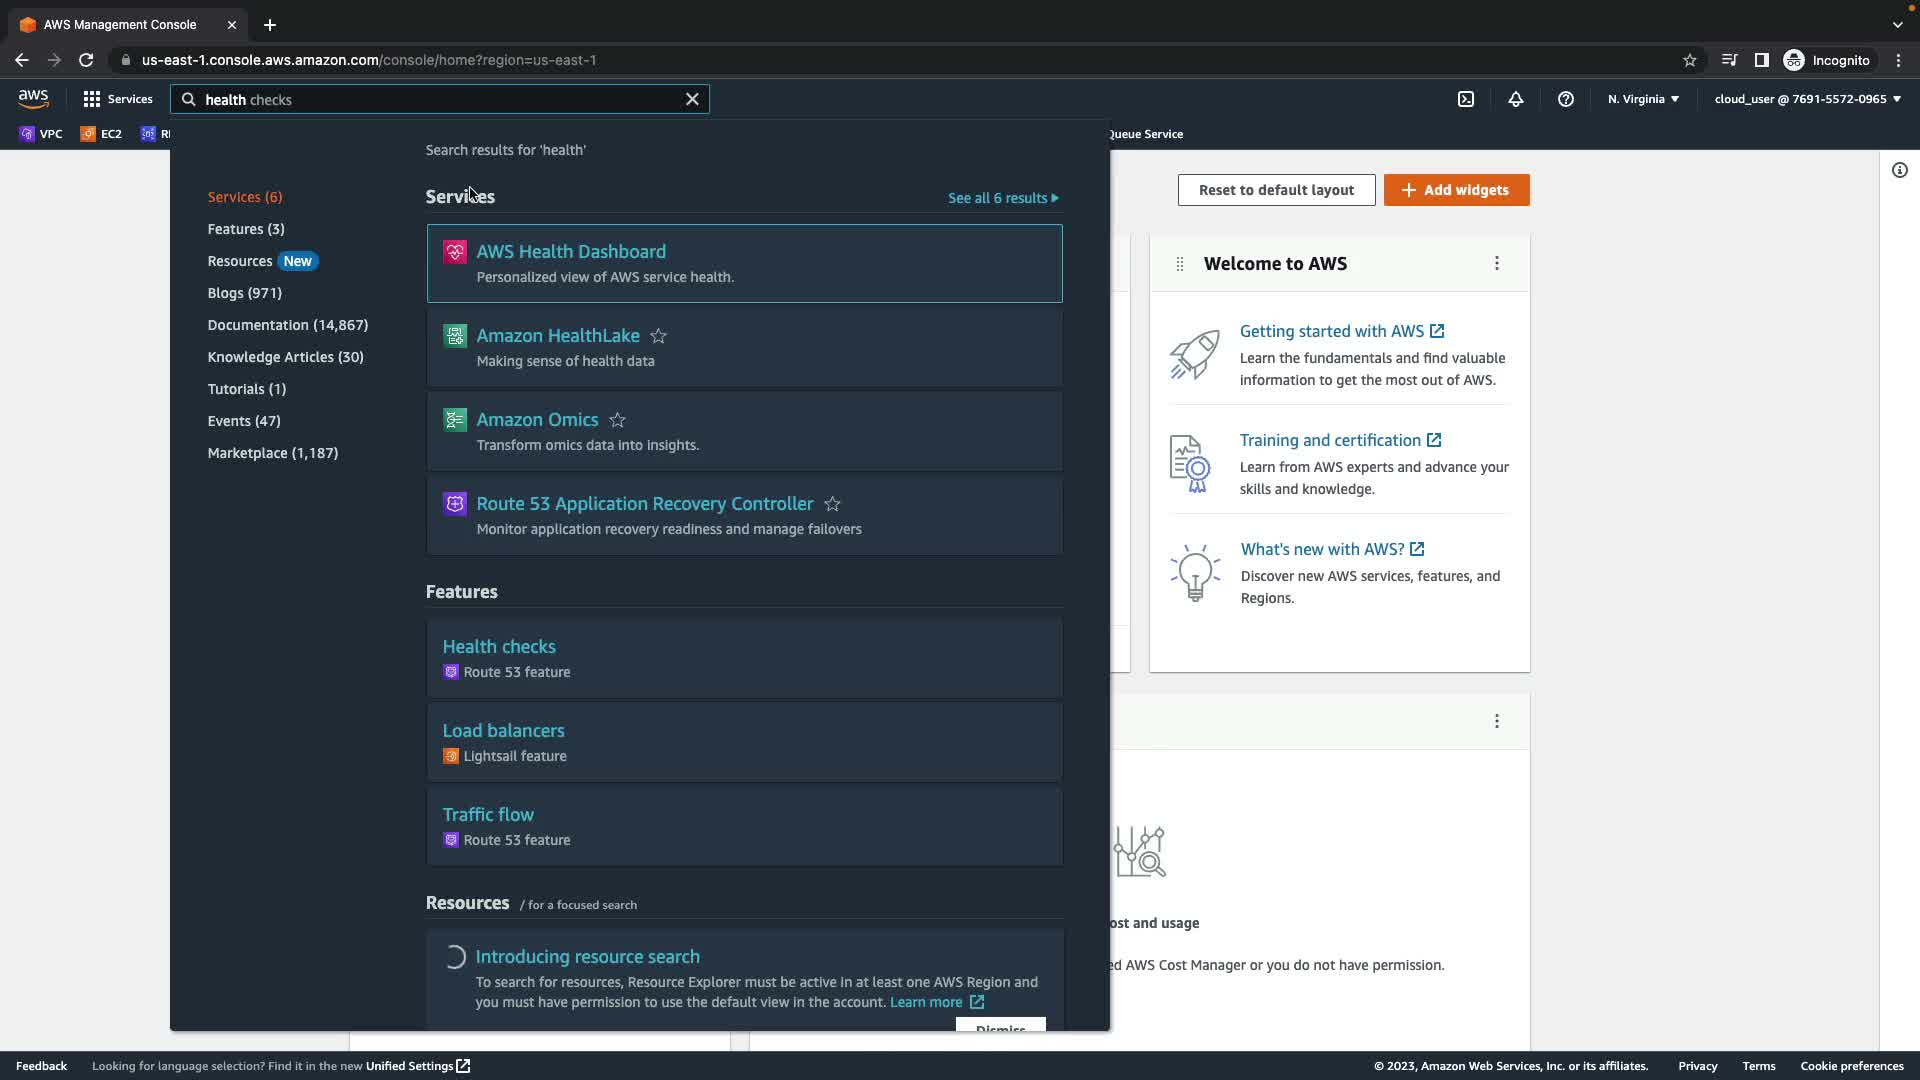 AWS Management Console
us-east-1.console.aws.amazon.com/console/home?region=us-east-1
Incognito
aws
Services
health checks
N. Virginia
cloud_user @ 7691-5572-0965
VPC
EC2
Queue Service
Search results for 'health'
Services (6)
Features (3)
Resources New
Blogs (971)
Documentation (14,867)
Knowledge Articles (30)
Tutorials (1)
Events (47)
Marketplace (1,187)
Services
See all 6 results
AWS Health Dashboard
Personalized view of AWS service health.
Amazon HealthLake
Making sense of health data
Amazon Omics
Transform omics data into insights.
Route 53 Application Recovery Controller
Monitor application recovery readiness and manage failovers
Features
Health checks
Route 53 feature
Load balancers
Lightsail feature
Traffic flow
Route 53 feature
Resources / for a focused search
Introducing resource search
To search for resources, Resource Explorer must be active in at least one AWS Region and
you must have permission to use the default view in the account. Learn more
Dismiss
Reset to default layout
Add widgets
Welcome to AWS
Getting started with AWS
Learn the fundamentals and find valuable
information to get the most out of AWS.
Training and certification
Learn from AWS experts and advance your
skills and knowledge.
What's new with AWS?
Discover new AWS services, features, and
Regions.
ost and usage
ed AWS Cost Manager or you do not have permission.
Feedback
Looking for language selection? Find it in the new Unified Settings
© 2023, Amazon Web Services, Inc. or its affiliates.
Privacy
Terms
Cookie preferences